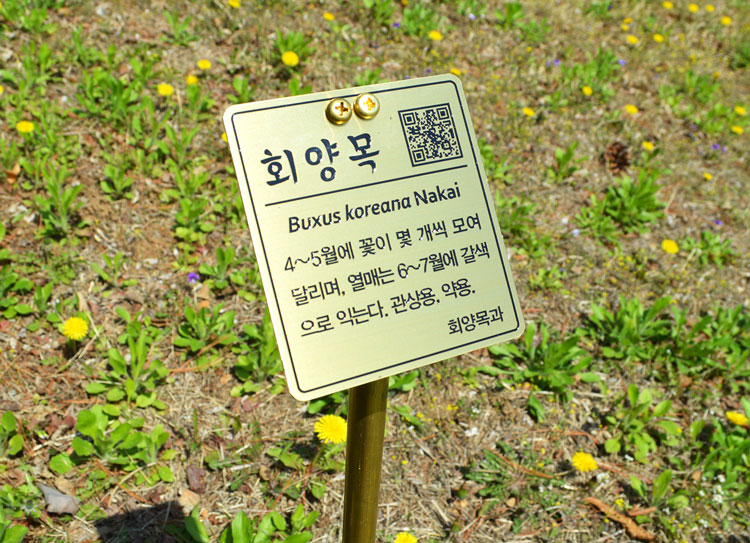 회양목
Buxus koreana Nakai
4~5월에 꽃이 몇 개씩 모여
달리며, 열매는 6~7월에 갈색
으로 익는다. 관상용. 약용.
회양목과